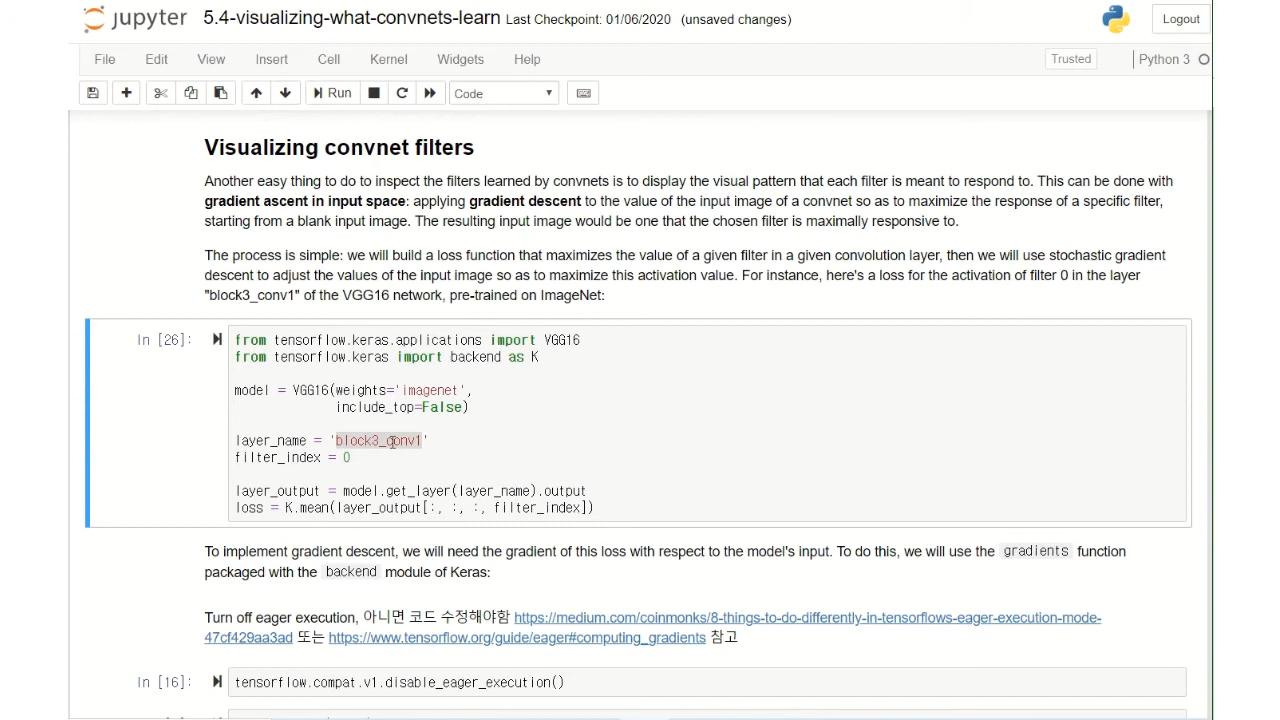 jupyter 5.4-visualizing-what-convnets-learn Last Checkpoint: 01/06/2020 (unsaved changes) Logout
File Edit View Insert Cell Kernel Widgets Help Trusted Python 3
Run Code
Visualizing convnet filters
Another easy thing to do to inspect the filters learned by convnets is to display the visual pattern that each filter is meant to respond to. This can be done with
gradient ascent in input space: applying gradient descent to the value of the input image of a convnet so as to maximize the response of a specific filter,
starting from a blank input image. The resulting input image would be one that the chosen filter is maximally responsive to.
The process is simple: we will build a loss function that maximizes the value of a given filter in a given convolution layer, then we will use stochastic gradient
descent to adjust the values of the input image so as to maximize this activation value. For instance, here's a loss for the activation of filter 0 in the layer
"block3_conv1" of the VGG16 network, pre-trained on ImageNet:
In [26]: from tensorflow.keras.applications import VGG16
from tensorflow.keras import backend as K
model = VGG16(weights='imagenet',
include_top=False)
layer_name = 'block3_conv1'
filter_index = 0
layer_output = model.get_layer(layer_name).output
loss = K.mean(layer_output[:, :, :, filter_index])
To implement gradient descent, we will need the gradient of this loss with respect to the model's input. To do this, we will use the gradients function
packaged with the backend module of Keras:
Turn off eager execution, 아니면 코드 수정해야함 https://medium.com/coinmonks/8-things-to-do-differently-in-tensorflows-eager-execution-mode-
47cf429aa3ad 또는 https://www.tensorflow.org/guide/eager#computing_gradients 참고
In [16]: tensorflow.compat.v1.disable_eager_execution()